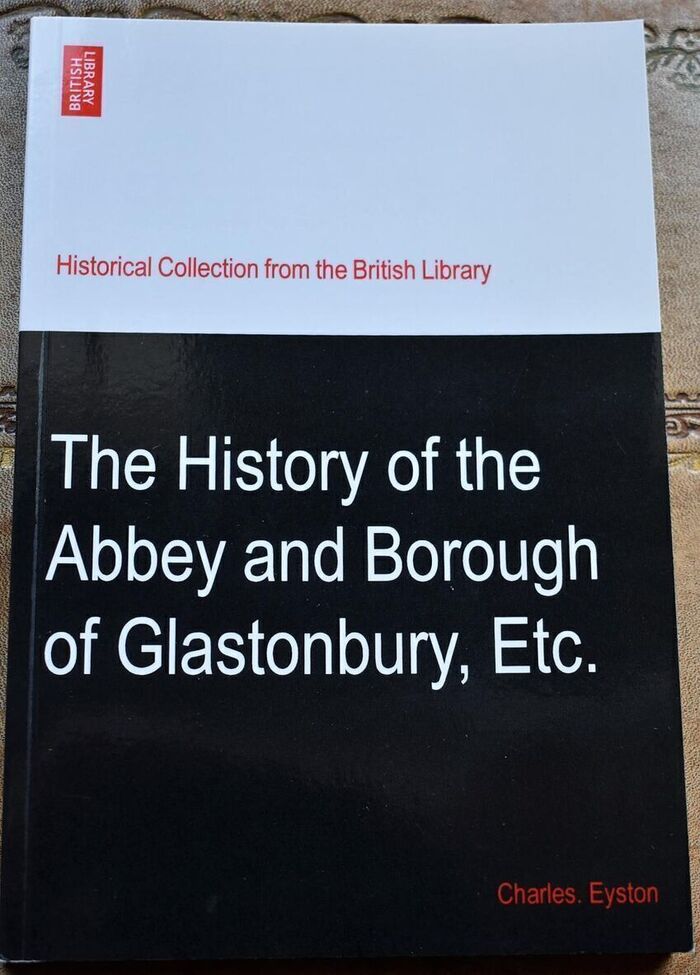 BRITISH
LIBRARY
Historical Collection from the British Library
The History of the
Abbey and Borough
of Glastonbury, Etc.
Charles. Eyston